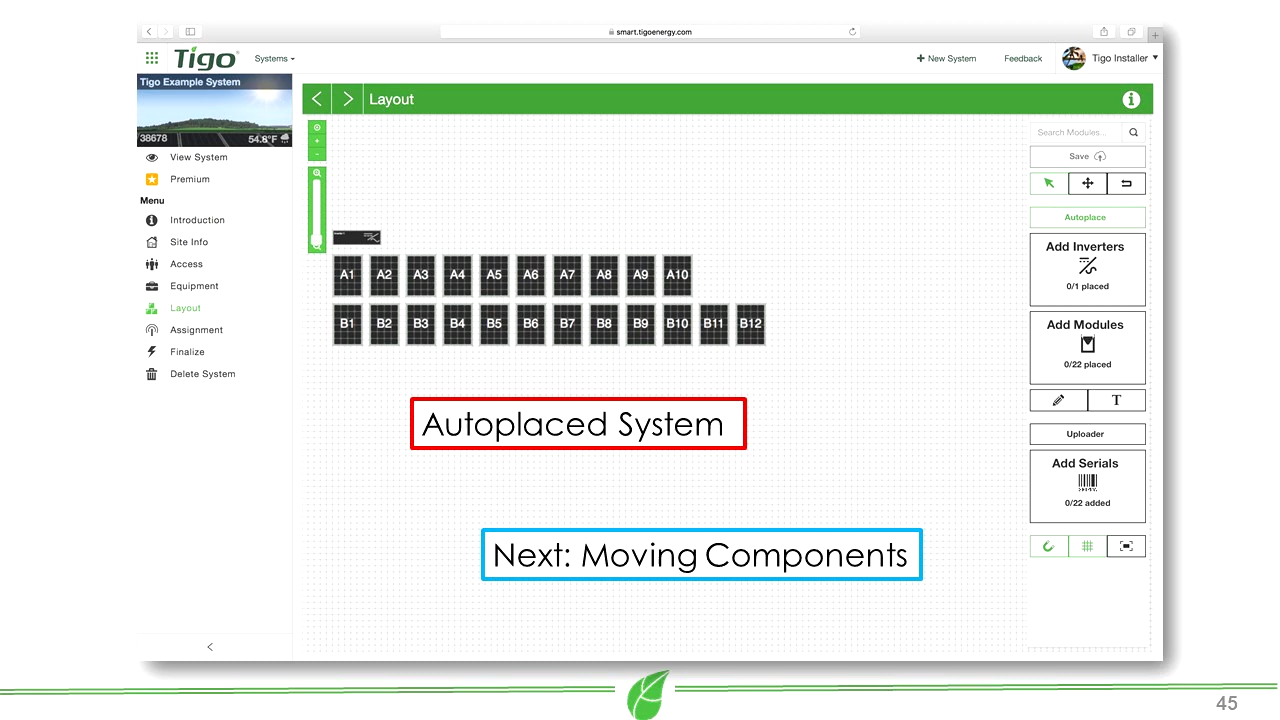 smart.tigoenergy.com
Tigo
Systems
New System
Feedback
Tigo Installer
Tigo Example System
38678
54.8°F
View System
Premium
Menu
Introduction
Site Info
Access
Equipment
Layout
Assignment
Finalize
Delete System
Layout
A1 A2 A3 A4 A5 A6 A7 A8 A9 A10
B1 B2 B3 B4 B5 B6 B7 B8 B9 B10 B11 B12
Autoplaced System
Next: Moving Components
Search Modules...
Save
Autoplace
Add Inverters
0/1 placed
Add Modules
0/22 placed
T
Uploader
Add Serials
0/22 added
45